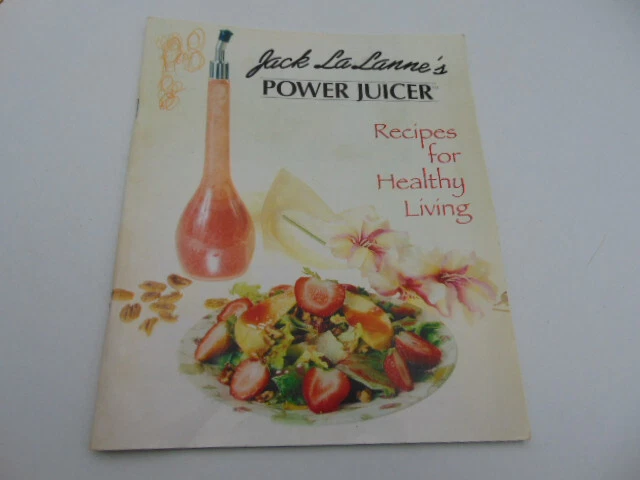 Jack LaLanne's
POWER JUICER
Recipes
for
Healthy
Living